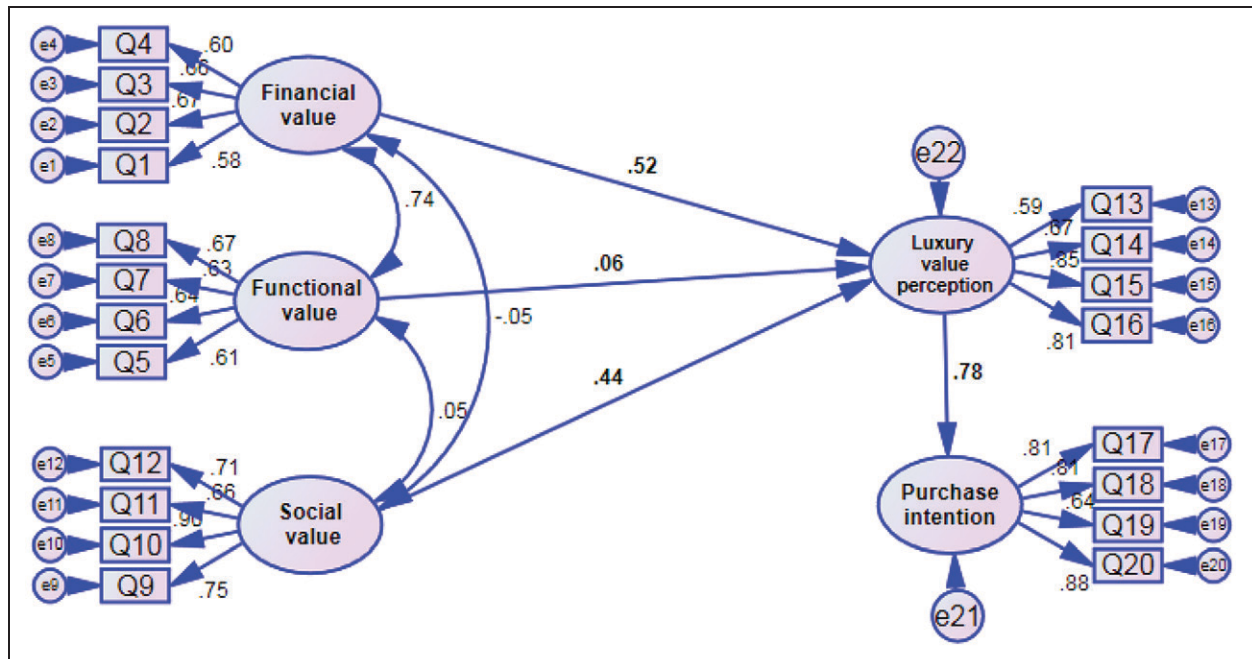 e4 Q4 .60
e3 Q3 .66
e2 Q2 .67
e1 Q1 .58
Financial
value
e8 Q8 .67
e7 Q7 .63
e6 Q6 .64
e5 Q5 .61
Functional
value
e12 Q12 .71
e11 Q11 .66
e10 Q10 .90
e9 Q9 .75
Social
value
.74
-.05
.05
.52
.06
.44
e22
Luxury
value
perception
.59 Q13 e13
.67 Q14 e14
.85 Q15 e15
.81 Q16 e16
.78
Purchase
intention
.81 Q17 e17
.81 Q18 e18
.64 Q19 e19
.88 Q20 e20
e21